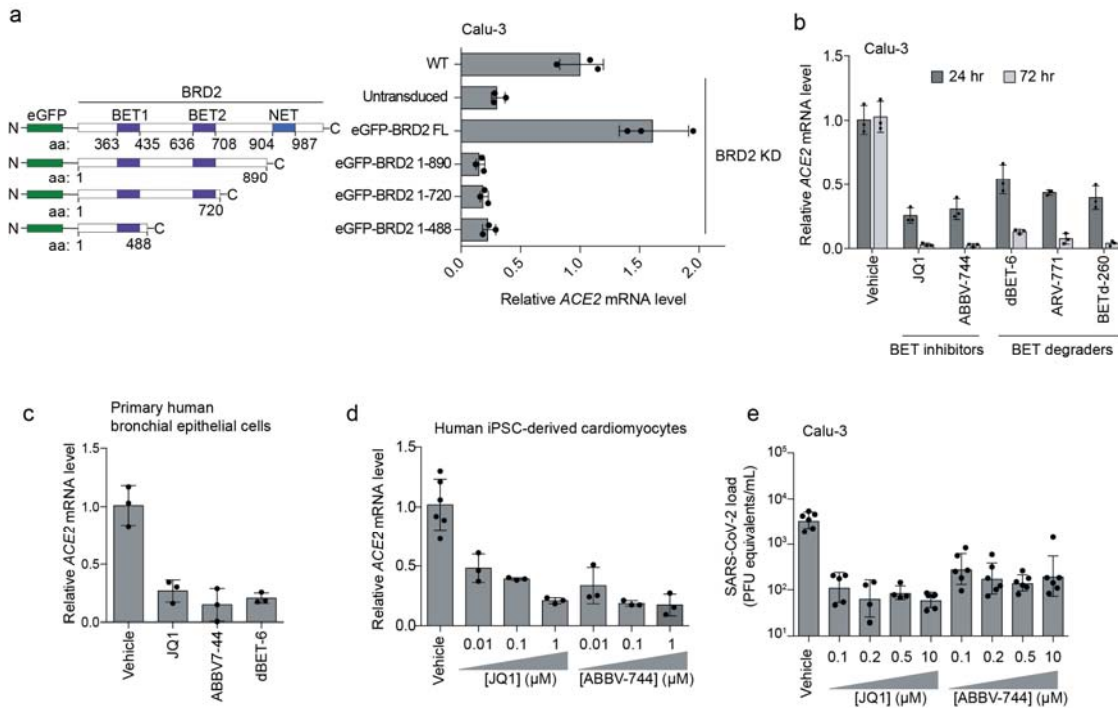 a
Calu-3
BRD2
eGFP BET1 BET2 NET
N C
aa: 363 435 636 708 904 987
N C
aa: 1 890
N C
aa: 1 720
N C
aa: 1 488
WT
Untransduced
eGFP-BRD2 FL
eGFP-BRD2 1-890
eGFP-BRD2 1-720
eGFP-BRD2 1-488
BRD2 KD
0.0 0.5 1.0 1.5 2.0
Relative ACE2 mRNA level
b
Calu-3
24 hr 72 hr
Relative ACE2 mRNA level
1.5
1.0
0.5
0.0
Vehicle
JQ1
ABBV-744
dBET-6
ARV-771
BETd-260
BET inhibitors BET degraders
c
Primary human
bronchial epithelial cells
Relative ACE2 mRNA level
1.5
1.0
0.5
0.0
Vehicle
JQ1
ABBV7-44
dBET-6
d
Human iPSC-derived cardiomyocytes
Relative ACE2 mRNA level
1.5
1.0
0.5
0.0
Vehicle
0.01 0.1 1 0.01 0.1 1
[JQ1] (µM) [ABBV-744] (µM)
e
Calu-3
SARS-CoV-2 load
(PFU equivalents/mL)
10⁵
10⁴
10³
10²
10¹
Vehicle
0.1 0.2 0.5 10 0.1 0.2 0.5 10
[JQ1] (µM) [ABBV-744] (µM)